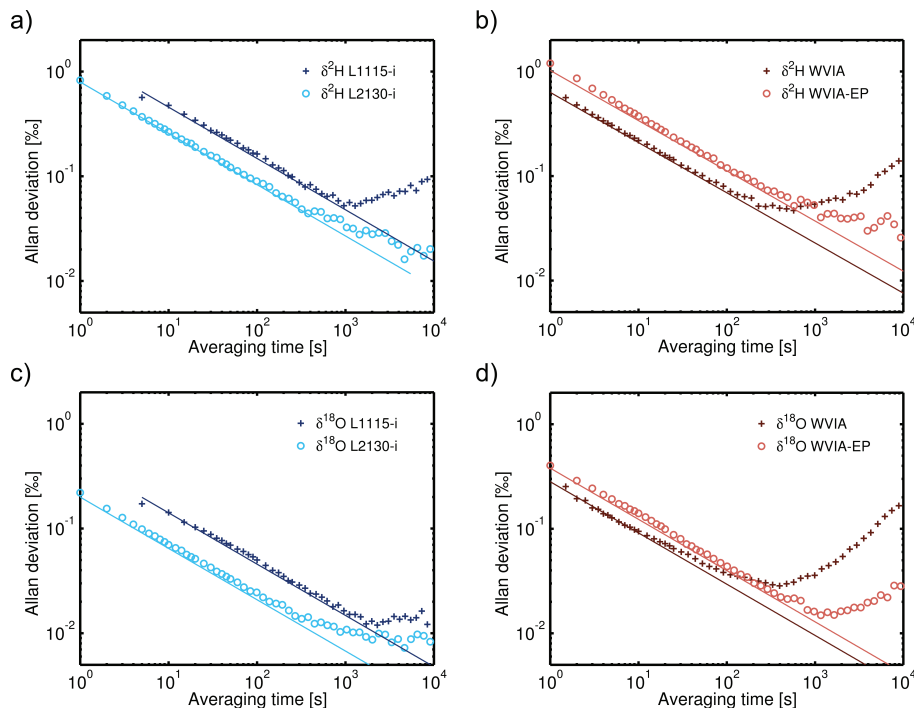 a)
Allan deviation [‰]
10⁰
10⁻¹
10⁻²
δ²H L1115-i
δ²H L2130-i
10⁰ 10¹ 10² 10³ 10⁴
Averaging time [s]
b)
Allan deviation [‰]
10⁰
10⁻¹
10⁻²
δ²H WVIA
δ²H WVIA-EP
10⁰ 10¹ 10² 10³ 10⁴
Averaging time [s]
c)
Allan deviation [‰]
10⁰
10⁻¹
10⁻²
δ¹⁸O L1115-i
δ¹⁸O L2130-i
10⁰ 10¹ 10² 10³ 10⁴
Averaging time [s]
d)
Allan deviation [‰]
10⁰
10⁻¹
10⁻²
δ¹⁸O WVIA
δ¹⁸O WVIA-EP
10⁰ 10¹ 10² 10³ 10⁴
Averaging time [s]